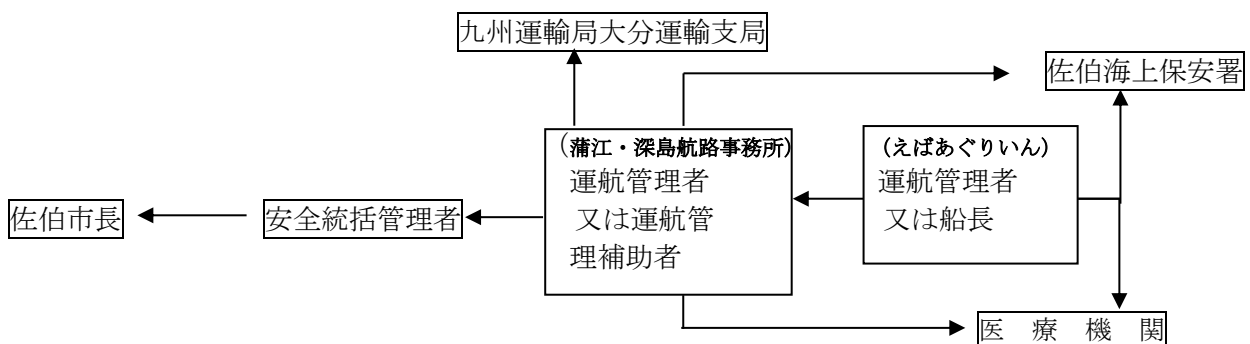 九州運輸局大分運輸支局
佐伯海上保安署
(蒲江・深島航路事務所)
運航管理者
又は運航管
理補助者
(えばあぐりいん)
運航管理者
又は船長
安全統括管理者
佐伯市長
医 療 機 関